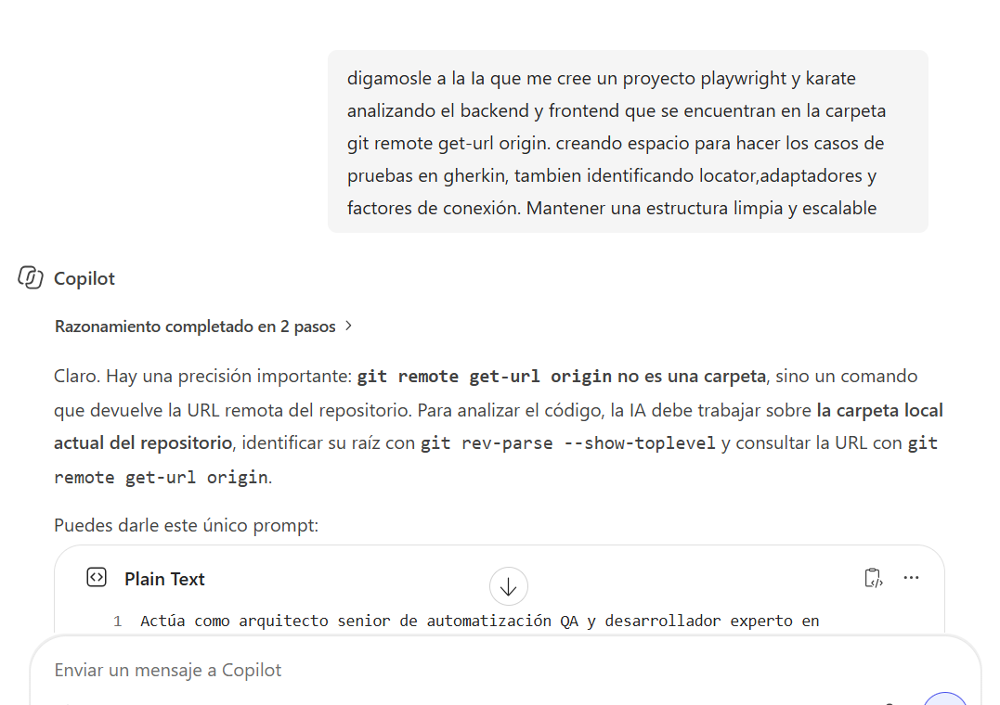 digamosle a la Ia que me cree un proyecto playwright y karate
analizando el backend y frontend que se encuentran en la carpeta
git remote get-url origin. creando espacio para hacer los casos de
pruebas en gherkin, tambien identificando locator,adaptadores y
factores de conexión. Mantener una estructura limpia y escalable
Copilot
Razonamiento completado en 2 pasos
Claro. Hay una precisión importante: git remote get-url origin no es una carpeta, sino un comando
que devuelve la URL remota del repositorio. Para analizar el código, la IA debe trabajar sobre la carpeta local
actual del repositorio, identificar su raíz con git rev-parse --show-toplevel y consultar la URL con git
remote get-url origin.
Puedes darle este único prompt:
Plain Text
1 Actúa como arquitecto senior de automatización QA y desarrollador experto en
Enviar un mensaje a Copilot